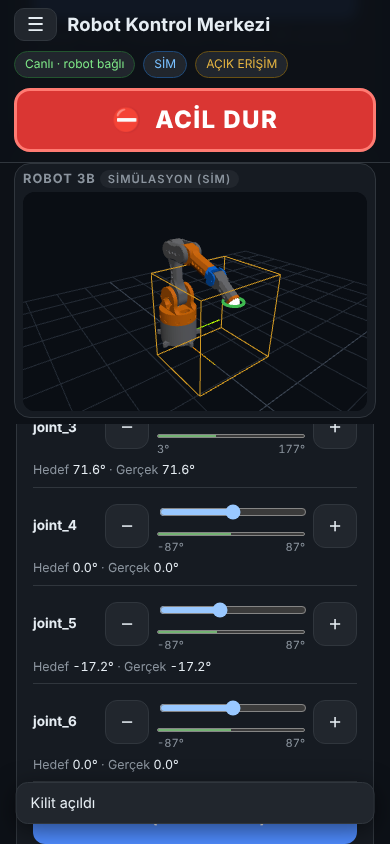 Robot Kontrol Merkezi
Canlı · robot bağlı
SİM
AÇIK ERİŞİM
ACİL DUR
ROBOT 3B SİMÜLASYON (SİM)
joint_3
−
+
3° 177°
Hedef 71.6° · Gerçek 71.6°
joint_4
−
+
-87° 87°
Hedef 0.0° · Gerçek 0.0°
joint_5
−
+
-87° 87°
Hedef -17.2° · Gerçek -17.2°
joint_6
−
+
-87° 87°
Hedef 0.0° · Gerçek 0.0°
Kilit açıldı